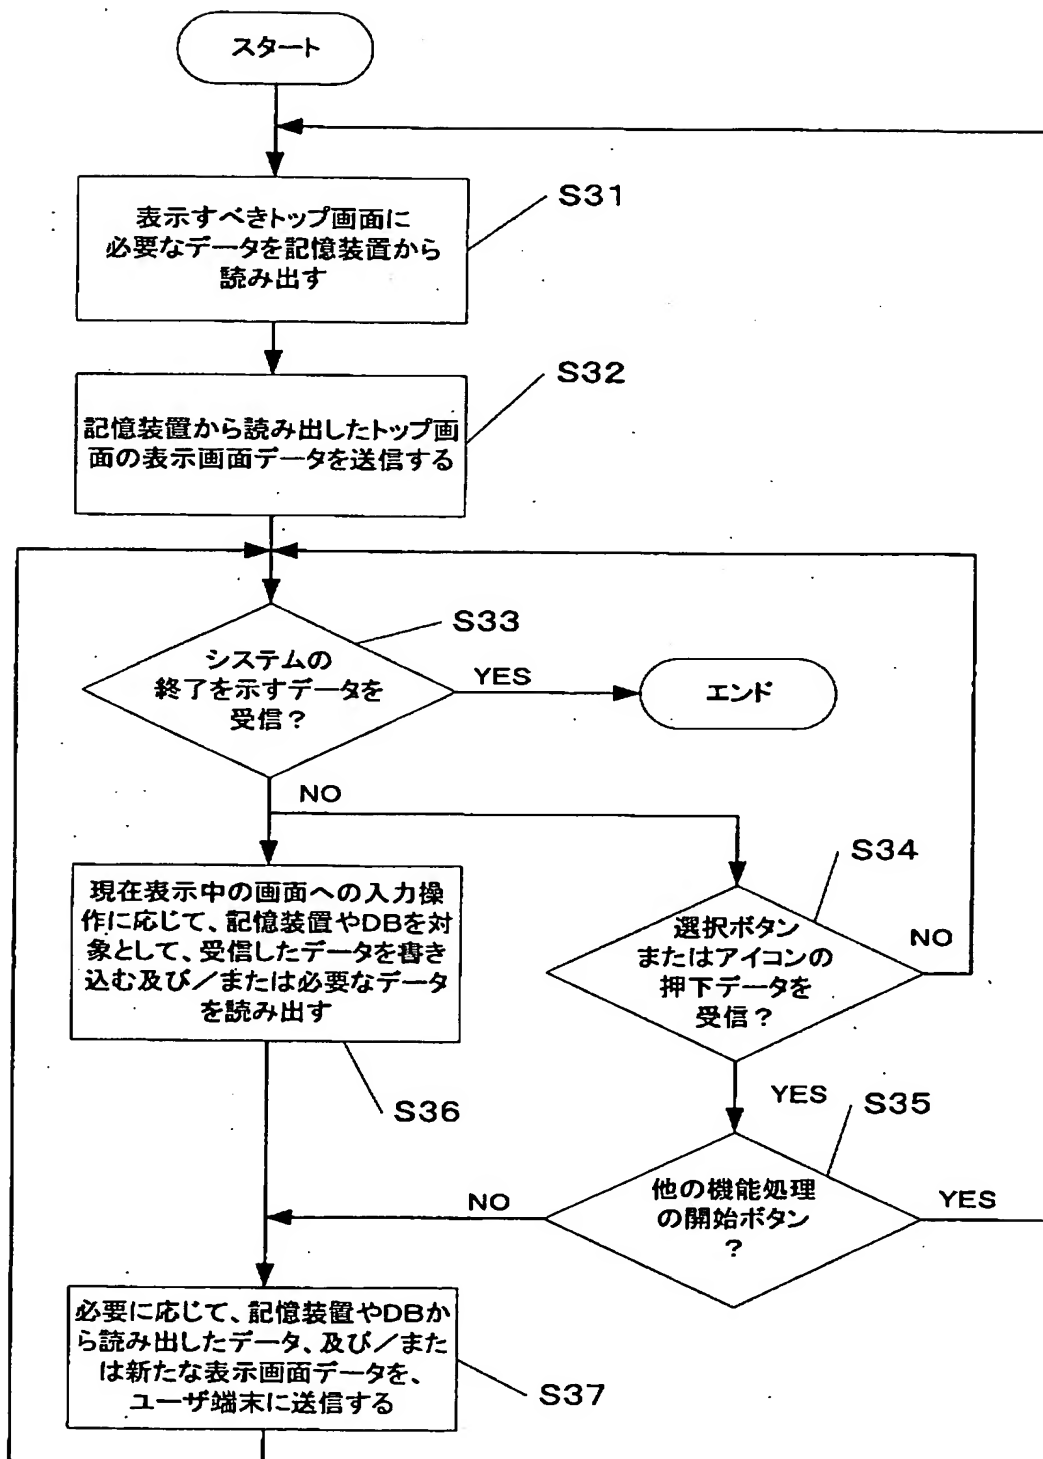 スタート
表示すべきトップ画面に
必要なデータを記憶装置から
読み出す
S31
記憶装置から読み出したトップ画
面の表示画面データを送信する
S32
システムの
終了を示すデータを
受信？
S33
YES
エンド
NO
現在表示中の画面への入力操
作に応じて、記憶装置やDBを対
象として、受信したデータを書き
込む及び／または必要なデータ
を読み出す
S36
選択ボタン
またはアイコンの
押下データを
受信？
S34
NO
YES
他の機能処理
の開始ボタン
？
S35
NO
YES
必要に応じて、記憶装置やDBか
ら読み出したデータ、及び／また
は新たな表示画面データを、
ユーザ端末に送信する
S37